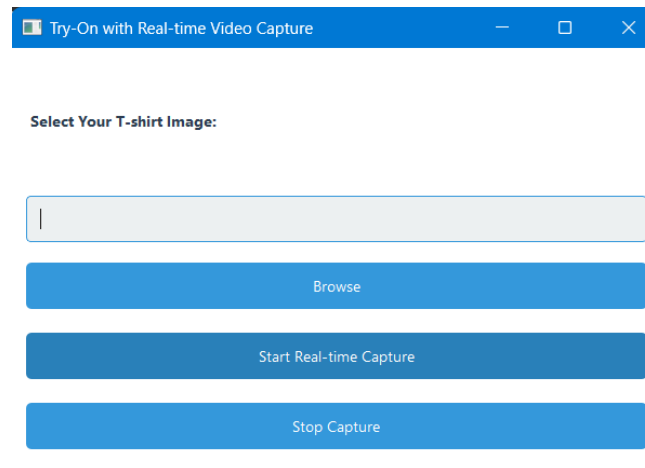 Try-On with Real-time Video Capture
Select Your T-shirt Image:
Browse
Start Real-time Capture
Stop Capture